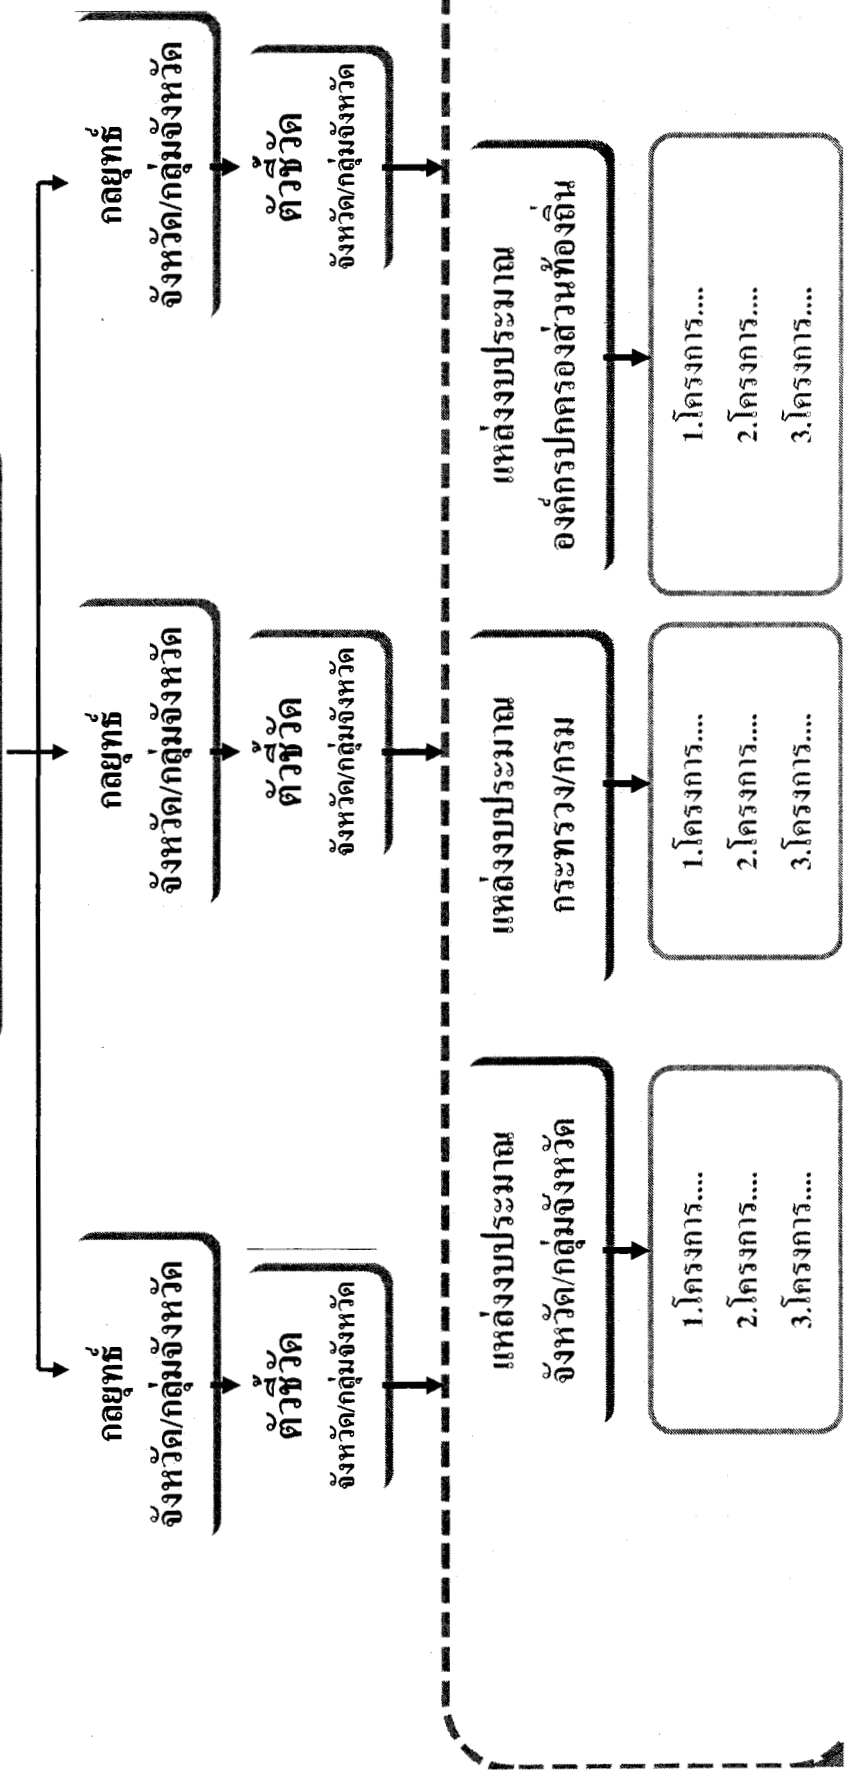 กลยุทธ์
จังหวัด/กลุ่มจังหวัด
ตัวชี้วัด
จังหวัด/กลุ่มจังหวัด
กลยุทธ์
จังหวัด/กลุ่มจังหวัด
ตัวชี้วัด
จังหวัด/กลุ่มจังหวัด
กลยุทธ์
จังหวัด/กลุ่มจังหวัด
ตัวชี้วัด
จังหวัด/กลุ่มจังหวัด
แหล่งงบประมาณ
จังหวัด/กลุ่มจังหวัด
1.โครงการ....
2.โครงการ....
3.โครงการ....
แหล่งงบประมาณ
กระทรวง/กรม
1.โครงการ....
2.โครงการ....
3.โครงการ....
แหล่งงบประมาณ
องค์กรปกครองส่วนท้องถิ่น
1.โครงการ....
2.โครงการ....
3.โครงการ....